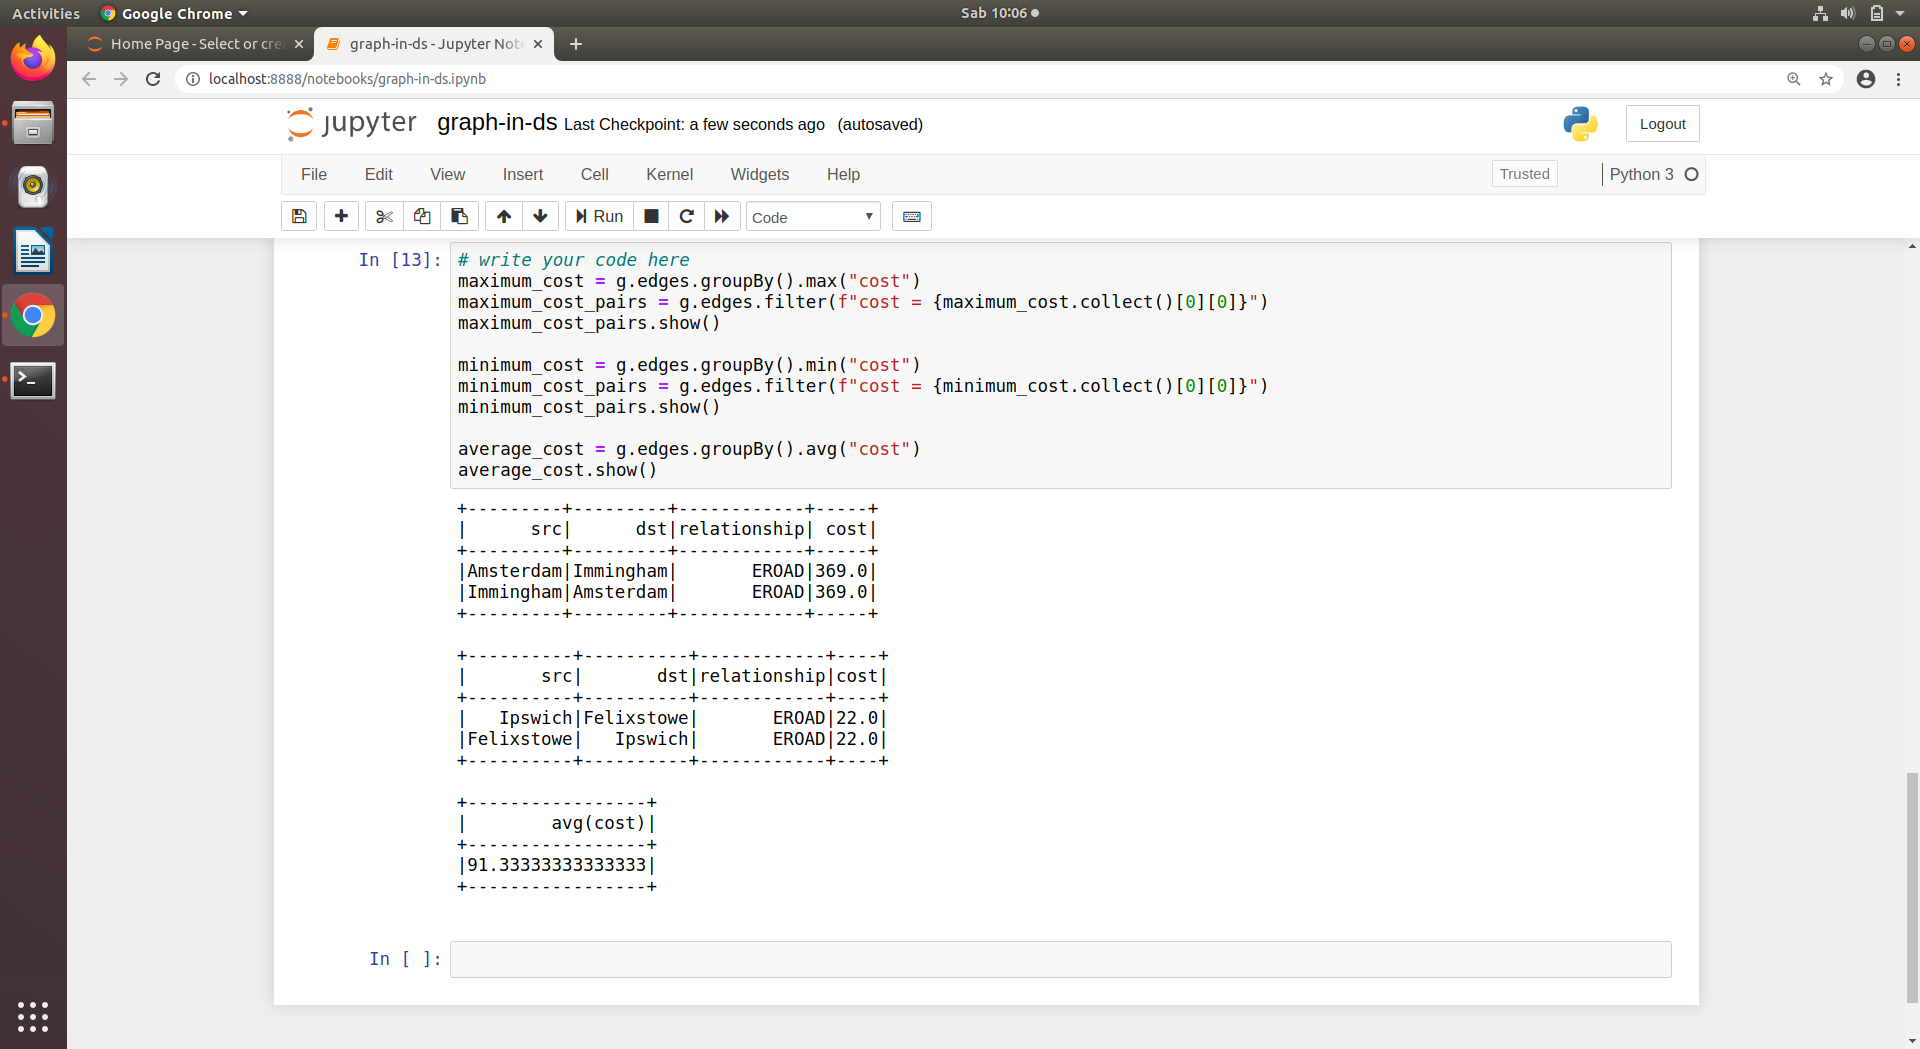 Activities Google Chrome Sab 10:06
Home Page - Select or cre graph-in-ds - Jupyter Note
localhost:8888/notebooks/graph-in-ds.ipynb
jupyter graph-in-ds Last Checkpoint: a few seconds ago (autosaved) Logout
File Edit View Insert Cell Kernel Widgets Help Trusted Python 3
Run Code
In [13]: # write your code here
maximum_cost = g.edges.groupBy().max("cost")
maximum_cost_pairs = g.edges.filter(f"cost = {maximum_cost.collect()[0][0]}")
maximum_cost_pairs.show()
minimum_cost = g.edges.groupBy().min("cost")
minimum_cost_pairs = g.edges.filter(f"cost = {minimum_cost.collect()[0][0]}")
minimum_cost_pairs.show()
average_cost = g.edges.groupBy().avg("cost")
average_cost.show()
+---------+---------+------------+-----+
|      src|      dst|relationship| cost|
+---------+---------+------------+-----+
|Amsterdam|Immingham|       EROAD|369.0|
|Immingham|Amsterdam|       EROAD|369.0|
+---------+---------+------------+-----+
+----------+----------+------------+----+
|       src|       dst|relationship|cost|
+----------+----------+------------+----+
|   Ipswich|Felixstowe|       EROAD|22.0|
|Felixstowe|   Ipswich|       EROAD|22.0|
+----------+----------+------------+----+
+-----------------+
|        avg(cost)|
+-----------------+
|91.33333333333333|
+-----------------+
In [ ]: